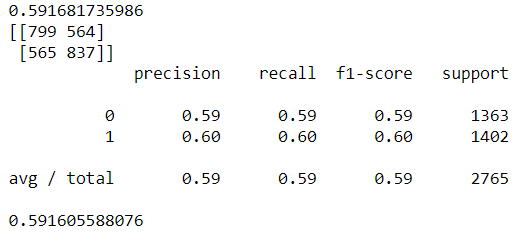 0.591681735986
[[799 564]
 [565 837]]
             precision    recall  f1-score   support

          0       0.59      0.59      0.59      1363
          1       0.60      0.60      0.60      1402

avg / total       0.59      0.59      0.59      2765

0.591605588076